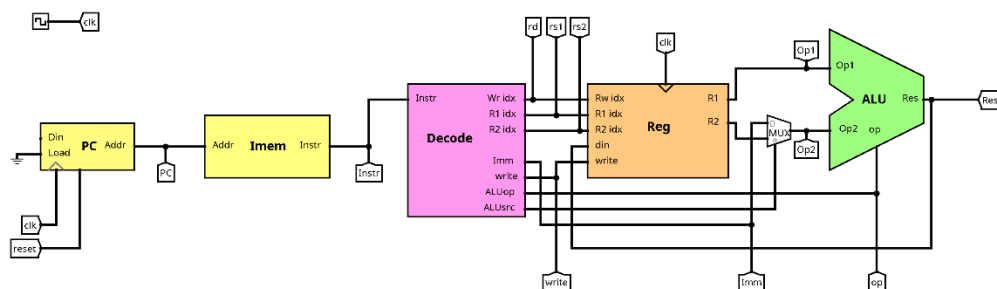 clk
Din
Load
PC
Addr
clk
reset
PC
Addr
Imem
Instr
Instr
Instr
Decode
Wr idx
R1 idx
R2 idx
Imm
write
ALUop
ALUsrc
rd
rs1
rs2
clk
Rw idx
R1 idx
R2 idx
din
write
Reg
R1
R2
write
0
MUX
Imm
Op1
Op2
Op1
Op2
ALU
op
Res
op
Res